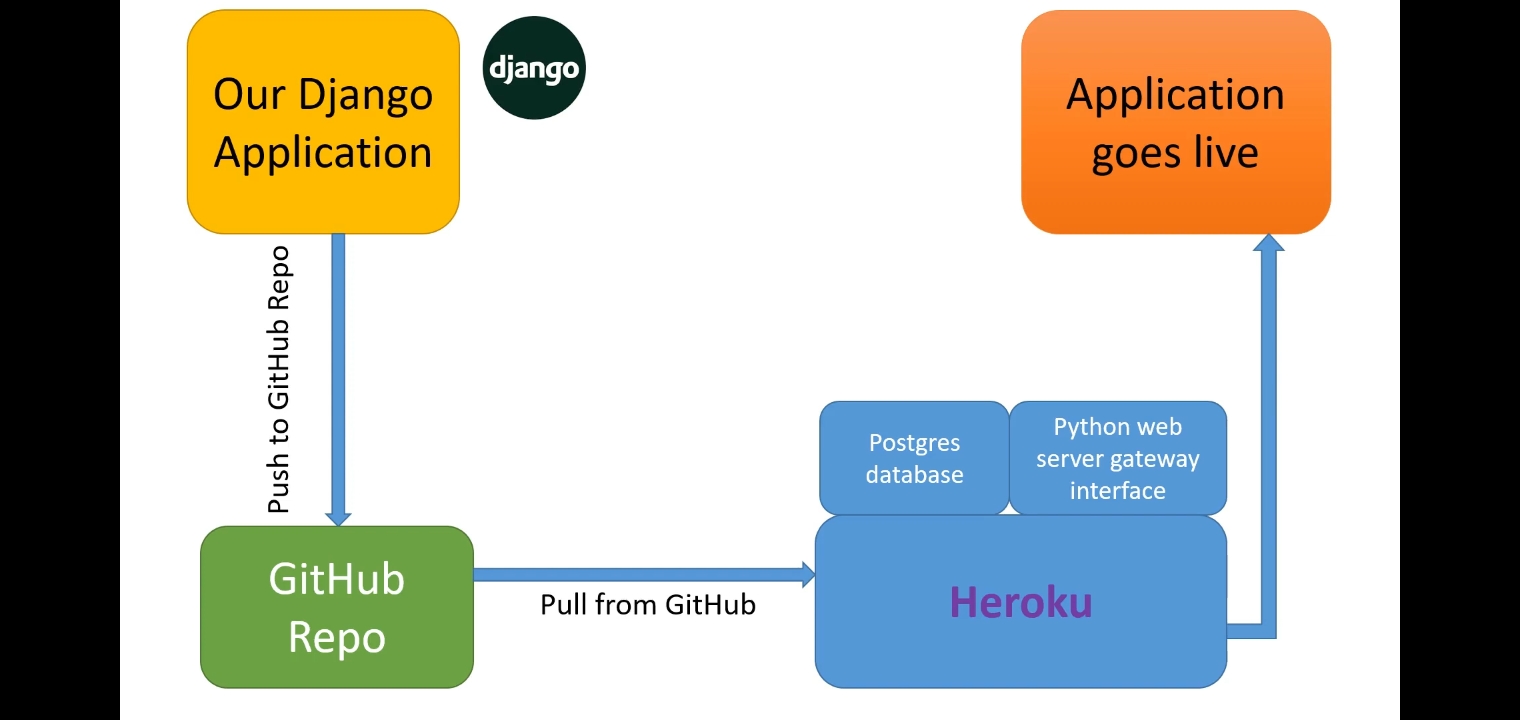 Our Django
Application
django
Application
goes live
Push to GitHub Repo
Postgres
database
Python web
server gateway
interface
GitHub
Repo
Pull from GitHub
Heroku